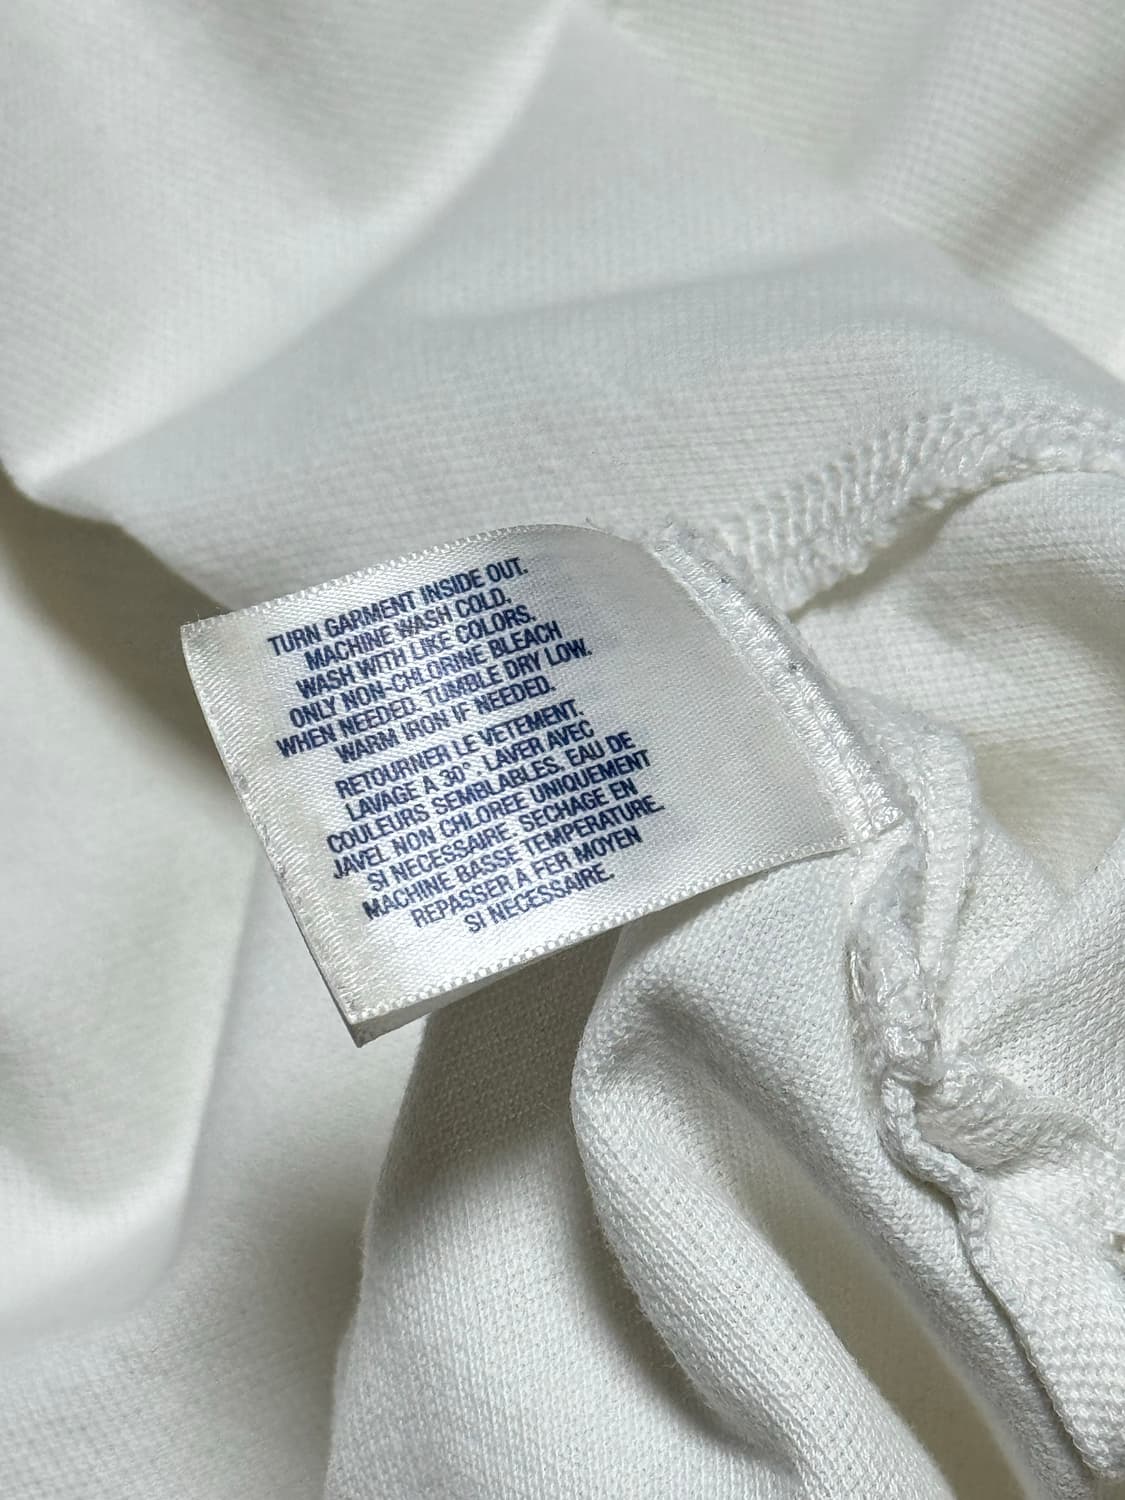 TURN GARMENT INSIDE OUT.
MACHINE WASH COLD.
WASH WITH LIKE COLORS.
ONLY NON-CHLORINE BLEACH
WHEN NEEDED. TUMBLE DRY LOW.
WARM IRON IF NEEDED.
RETOURNER LE VETEMENT.
LAVAGE A 30°. LAVER AVEC
COULEURS SEMBLABLES. EAU DE
JAVEL NON CHLOREE UNIQUEMENT
SI NECESSAIRE. SECHAGE EN
MACHINE BASSE TEMPERATURE.
REPASSER A FER MOYEN
SI NECESSAIRE.